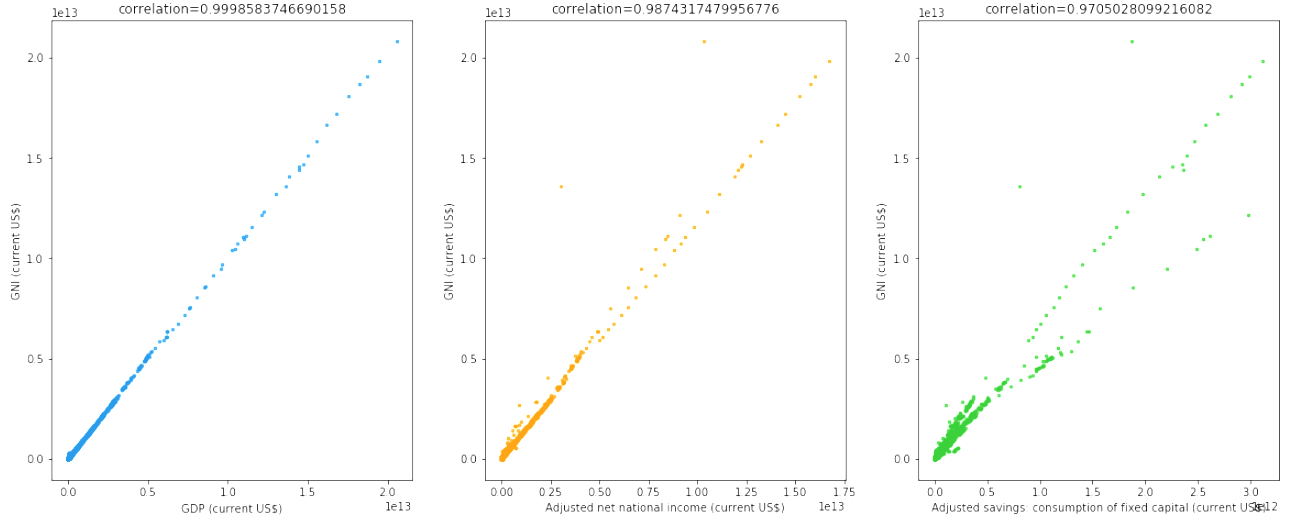 correlation=0.9998583746690158
1e13
2.0
1.5
1.0
0.5
0.0
GNI (current US$)
0.0
0.5
1.0
1.5
2.0
1e13
GDP (current US$)
correlation=0.9874317479956776
1e13
2.0
1.5
1.0
0.5
0.0
GNI (current US$)
0.00
0.25
0.50
0.75
1.00
1.25
1.50
1.75
1e13
Adjusted net national income (current US$)
correlation=0.9705028099216082
1e13
2.0
1.5
1.0
0.5
0.0
GNI (current US$)
0.0
0.5
1.0
1.5
2.0
2.5
3.0
1e12
Adjusted savings: consumption of fixed capital (current US$)